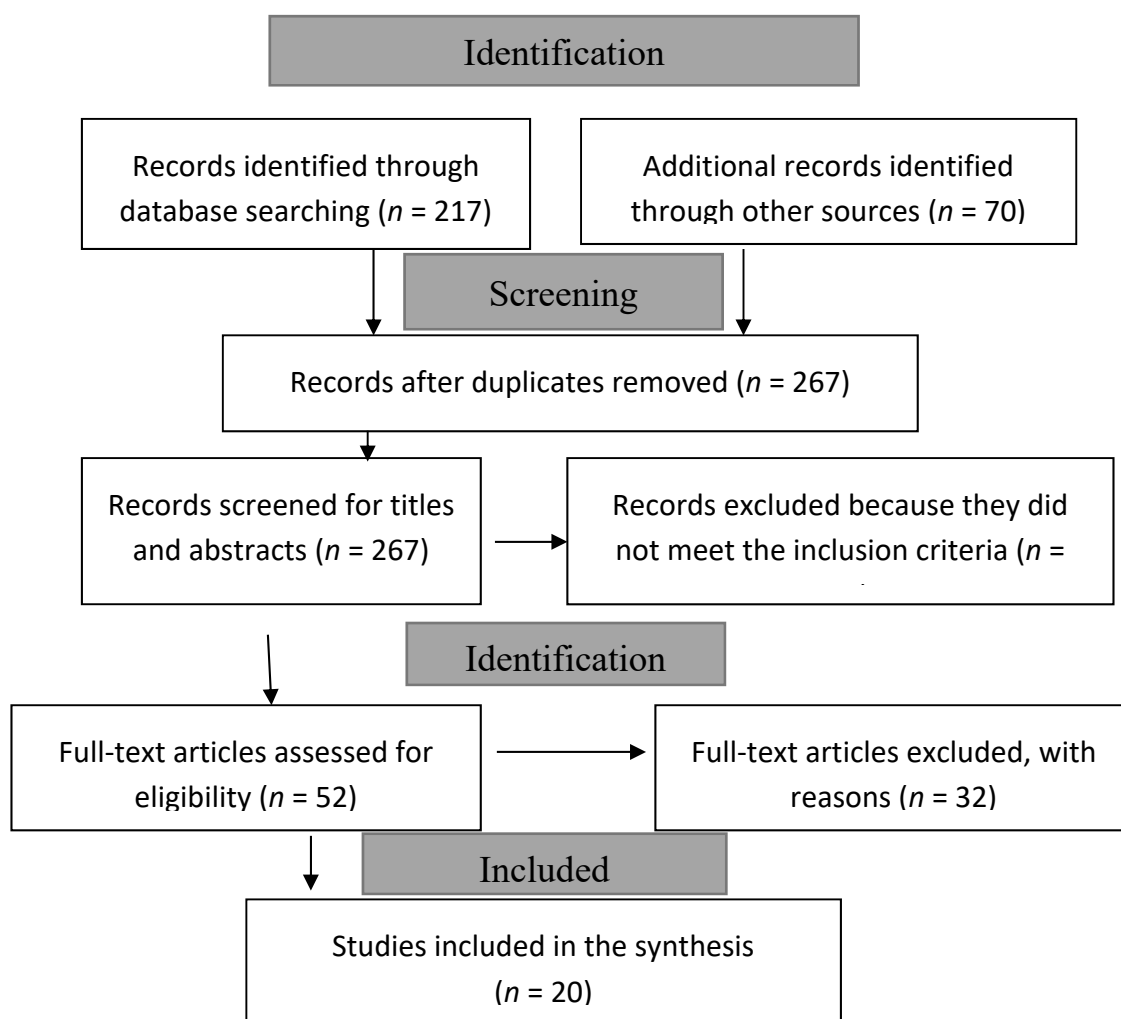 Identification
Records identified through
database searching (n = 217)
Additional records identified
through other sources (n = 70)
Screening
Records after duplicates removed (n = 267)
Records screened for titles
and abstracts (n = 267)
Records excluded because they did
not meet the inclusion criteria (n =
Identification
Full-text articles assessed for
eligibility (n = 52)
Full-text articles excluded, with
reasons (n = 32)
Included
Studies included in the synthesis
(n = 20)